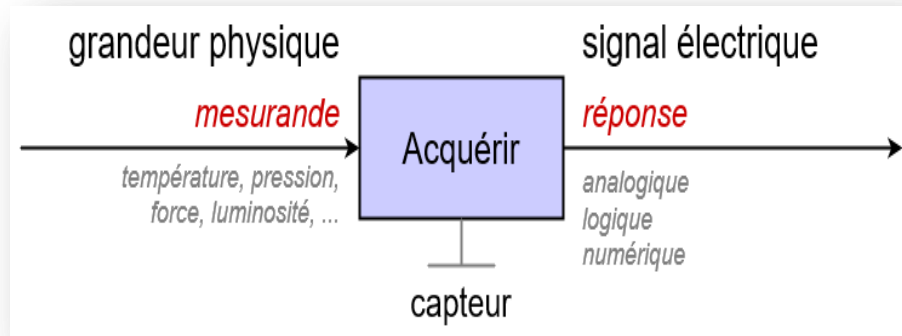 grandeur physique
signal électrique
mesurande
réponse
Acquérir
température, pression,
force, luminosité, ...
analogique
logique
numérique
capteur